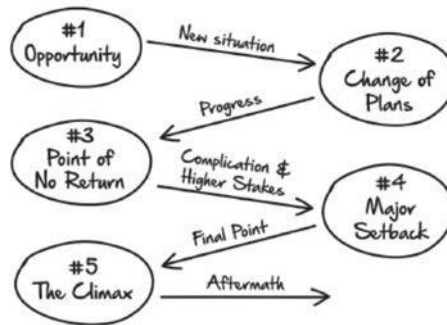 #1
Opportunity
New situation
#2
Change of
Plans
Progress
#3
Point of
No Return
Complication &
Higher Stakes
#4
Major
Setback
Final Point
#5
The Climax
Aftermath